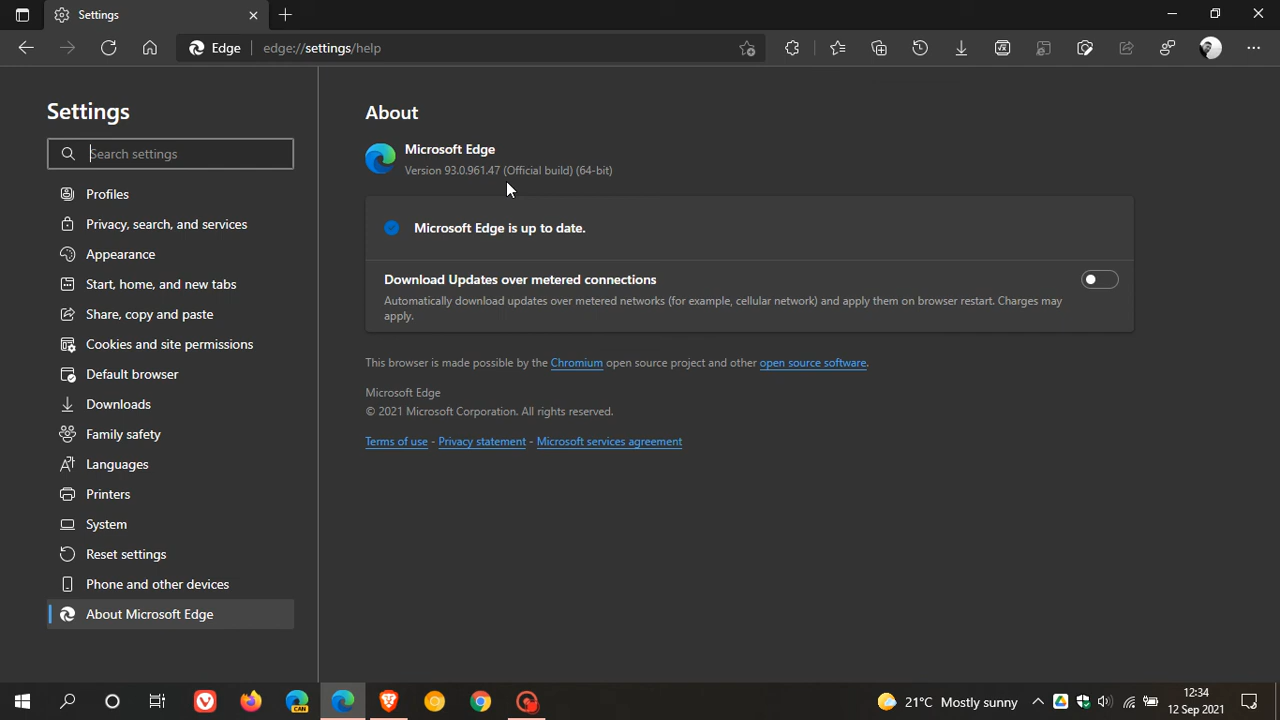 Settings
Edge
edge://settings/help
Settings
Search settings
Profiles
Privacy, search, and services
Appearance
Start, home, and new tabs
Share, copy and paste
Cookies and site permissions
Default browser
Downloads
Family safety
Languages
Printers
System
Reset settings
Phone and other devices
About Microsoft Edge
About
Microsoft Edge
Version 93.0.961.47 (Official build) (64-bit)
Microsoft Edge is up to date.
Download Updates over metered connections
Automatically download updates over metered networks (for example, cellular network) and apply them on browser restart. Charges may
apply.
This browser is made possible by the Chromium open source project and other open source software.
Microsoft Edge
© 2021 Microsoft Corporation. All rights reserved.
Terms of use - Privacy statement - Microsoft services agreement
CAN
21°C Mostly sunny
12:34
12 Sep 2021